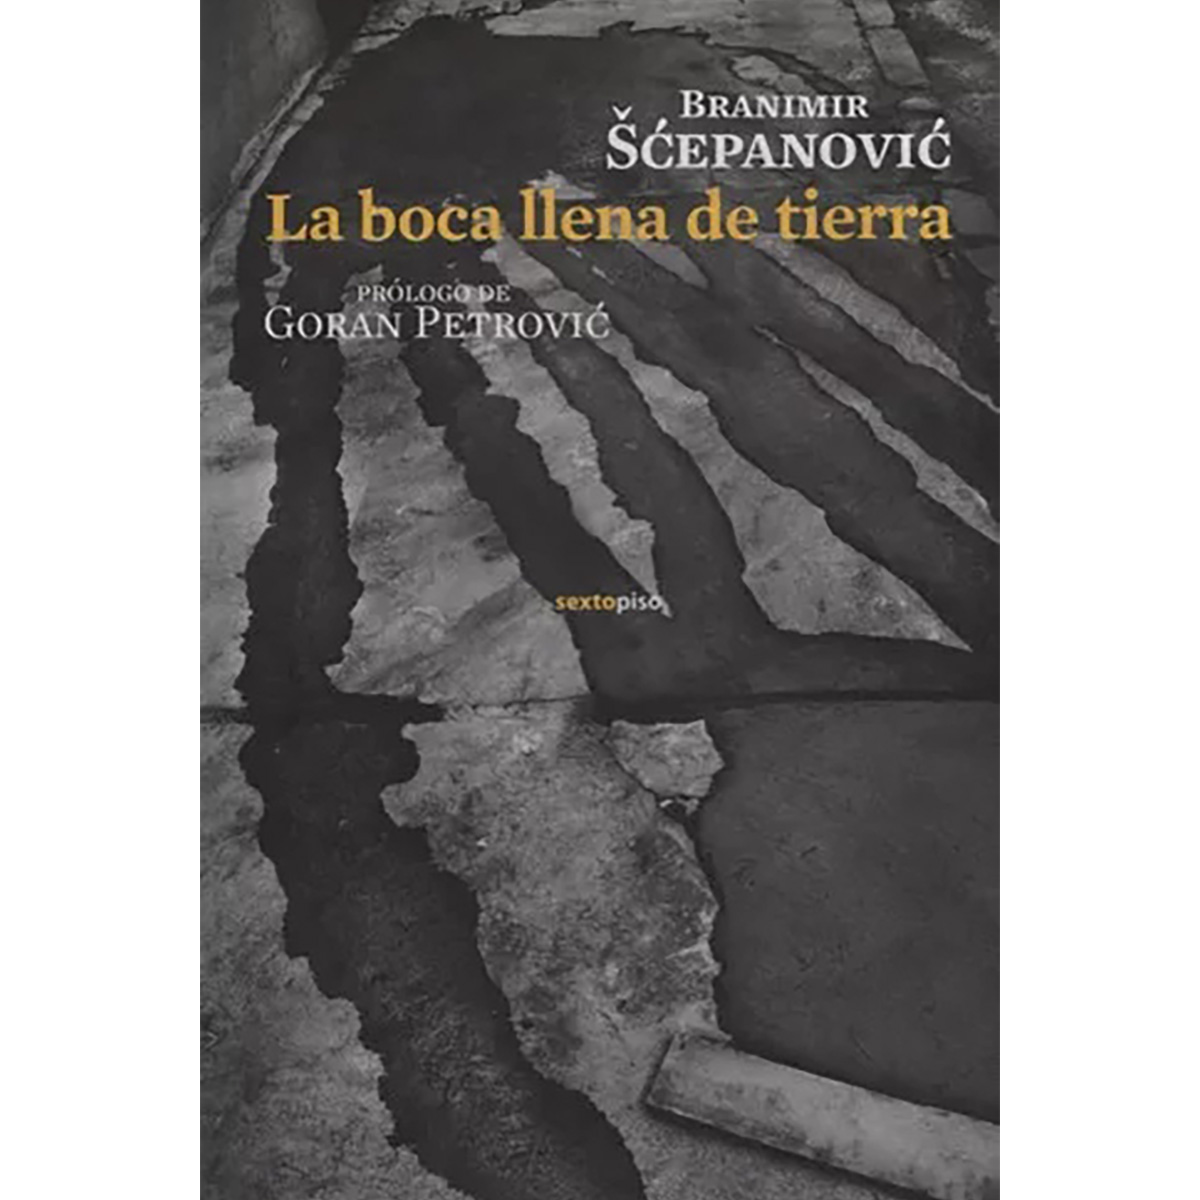 BRANIMIR
ŠĆEPANOVIĆ
La boca llena de tierra
PRÓLOGO DE
GORAN PETROVIĆ
sextopiso